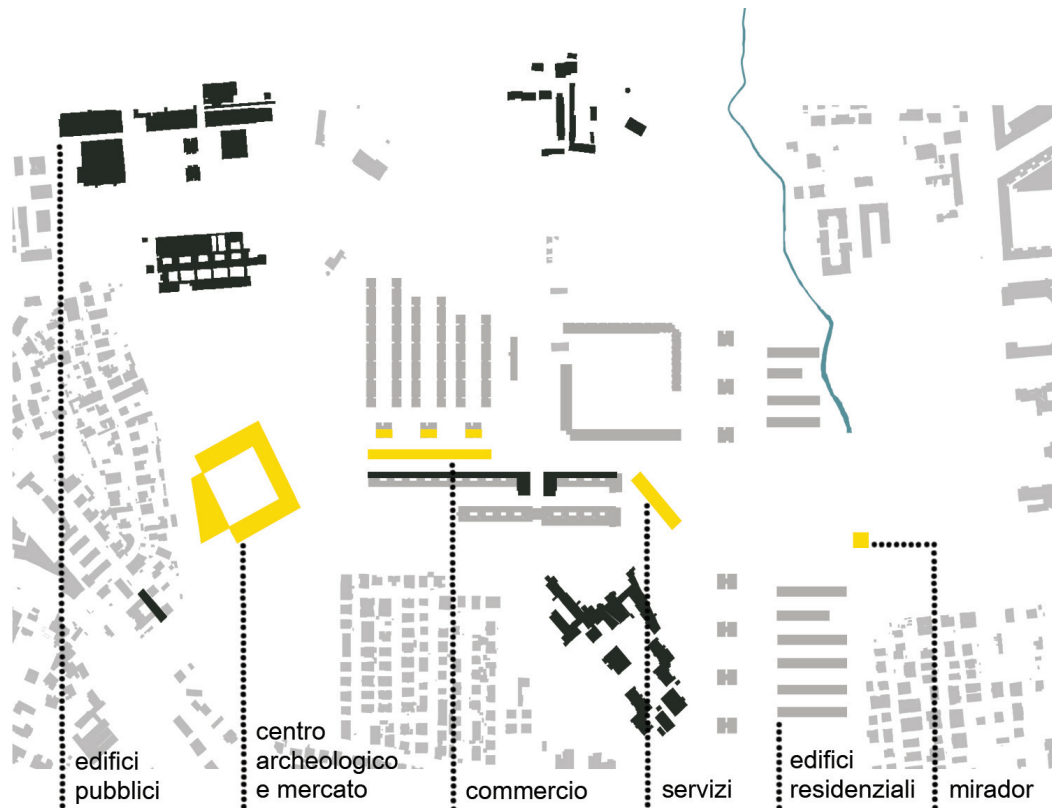 edifici
pubblici
centro
archeologico
e mercato
commercio
servizi
edifici
residenziali
mirador